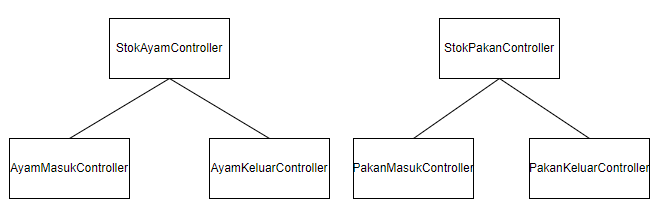 StokAyamController
StokPakanController
AyamMasukController
AyamKeluarController
PakanMasukController
PakanKeluarController